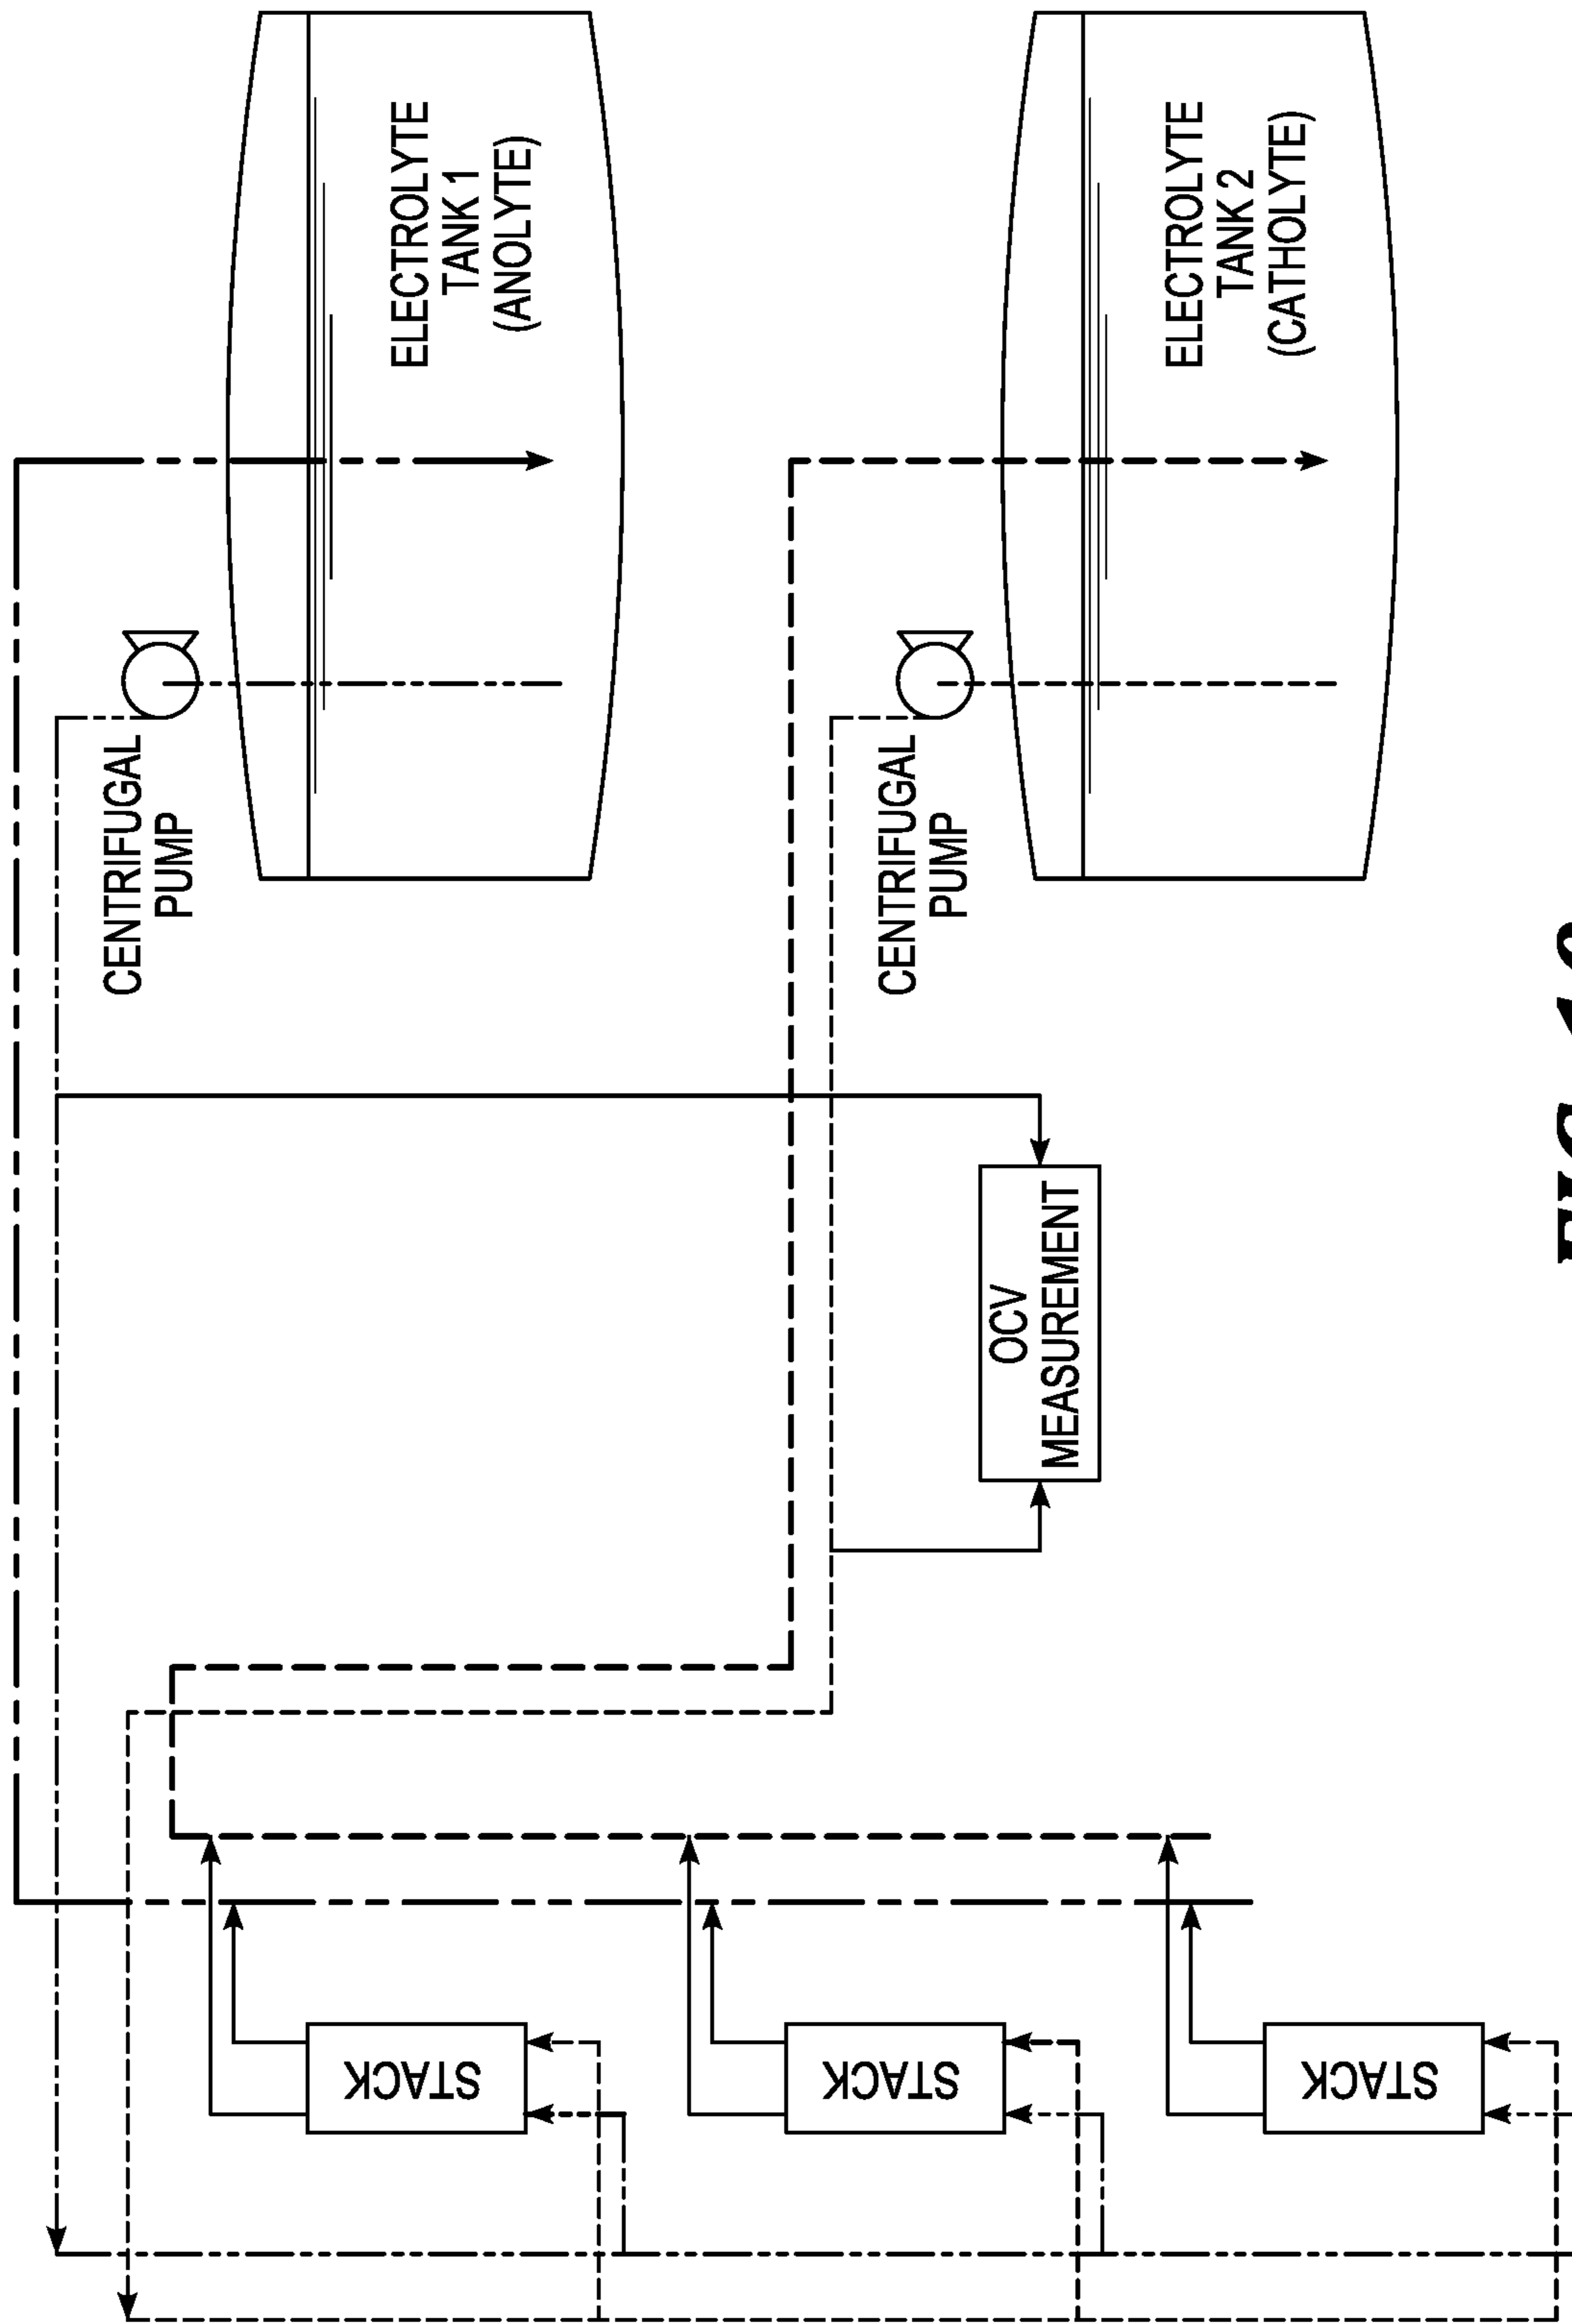 CENTRIFUGAL
PUMP
ELECTROLYTE
TANK 1
(ANOLYTE)
CENTRIFUGAL
PUMP
ELECTROLYTE
TANK 2
(CATHOLYTE)
OCV
MEASUREMENT
STACK
STACK
STACK